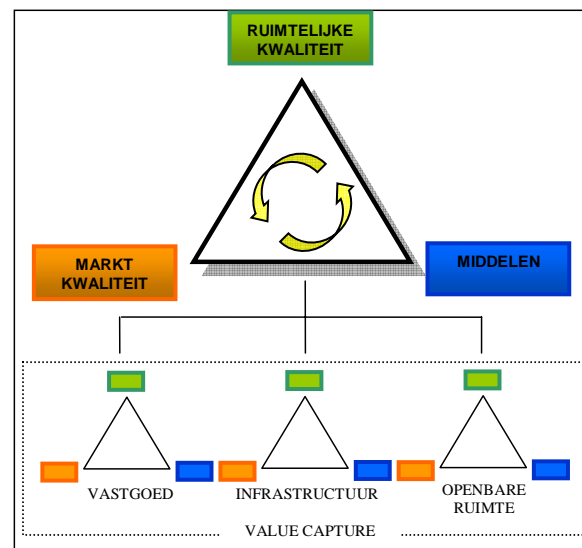 RUIMTELIJKE
KWALITEIT
MARKT
KWALITEIT
MIDDELEN
VASTGOED
INFRASTRUCTUUR
OPENBARE
RUIMTE
VALUE CAPTURE